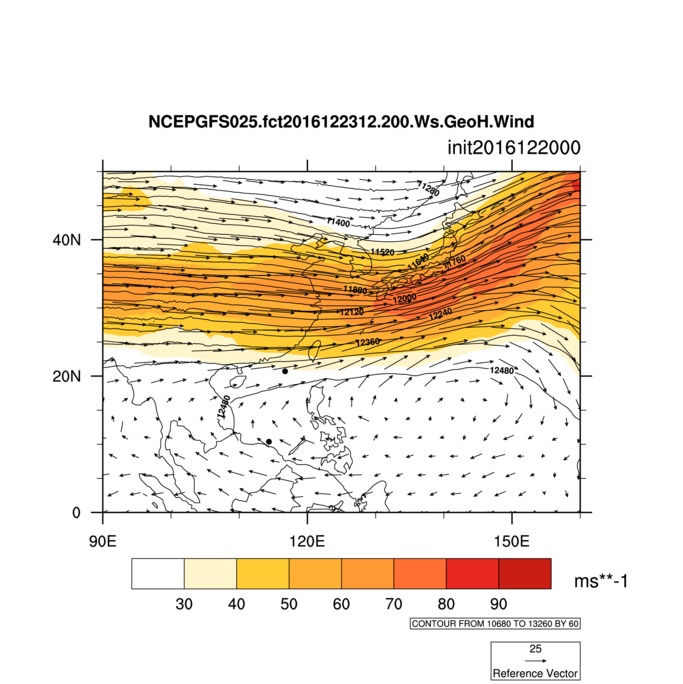 NCEPGFS025.fct2016122312.200.Ws.GeoH.Wind
init2016122000
11280
11400
40N
11520
11640
11760
11880
12000
12120
12240
12360
20N
12480
12480
0
90E 120E 150E
ms**-1
30 40 50 60 70 80 90
CONTOUR FROM 10680 TO 13260 BY 60
25
Reference Vector